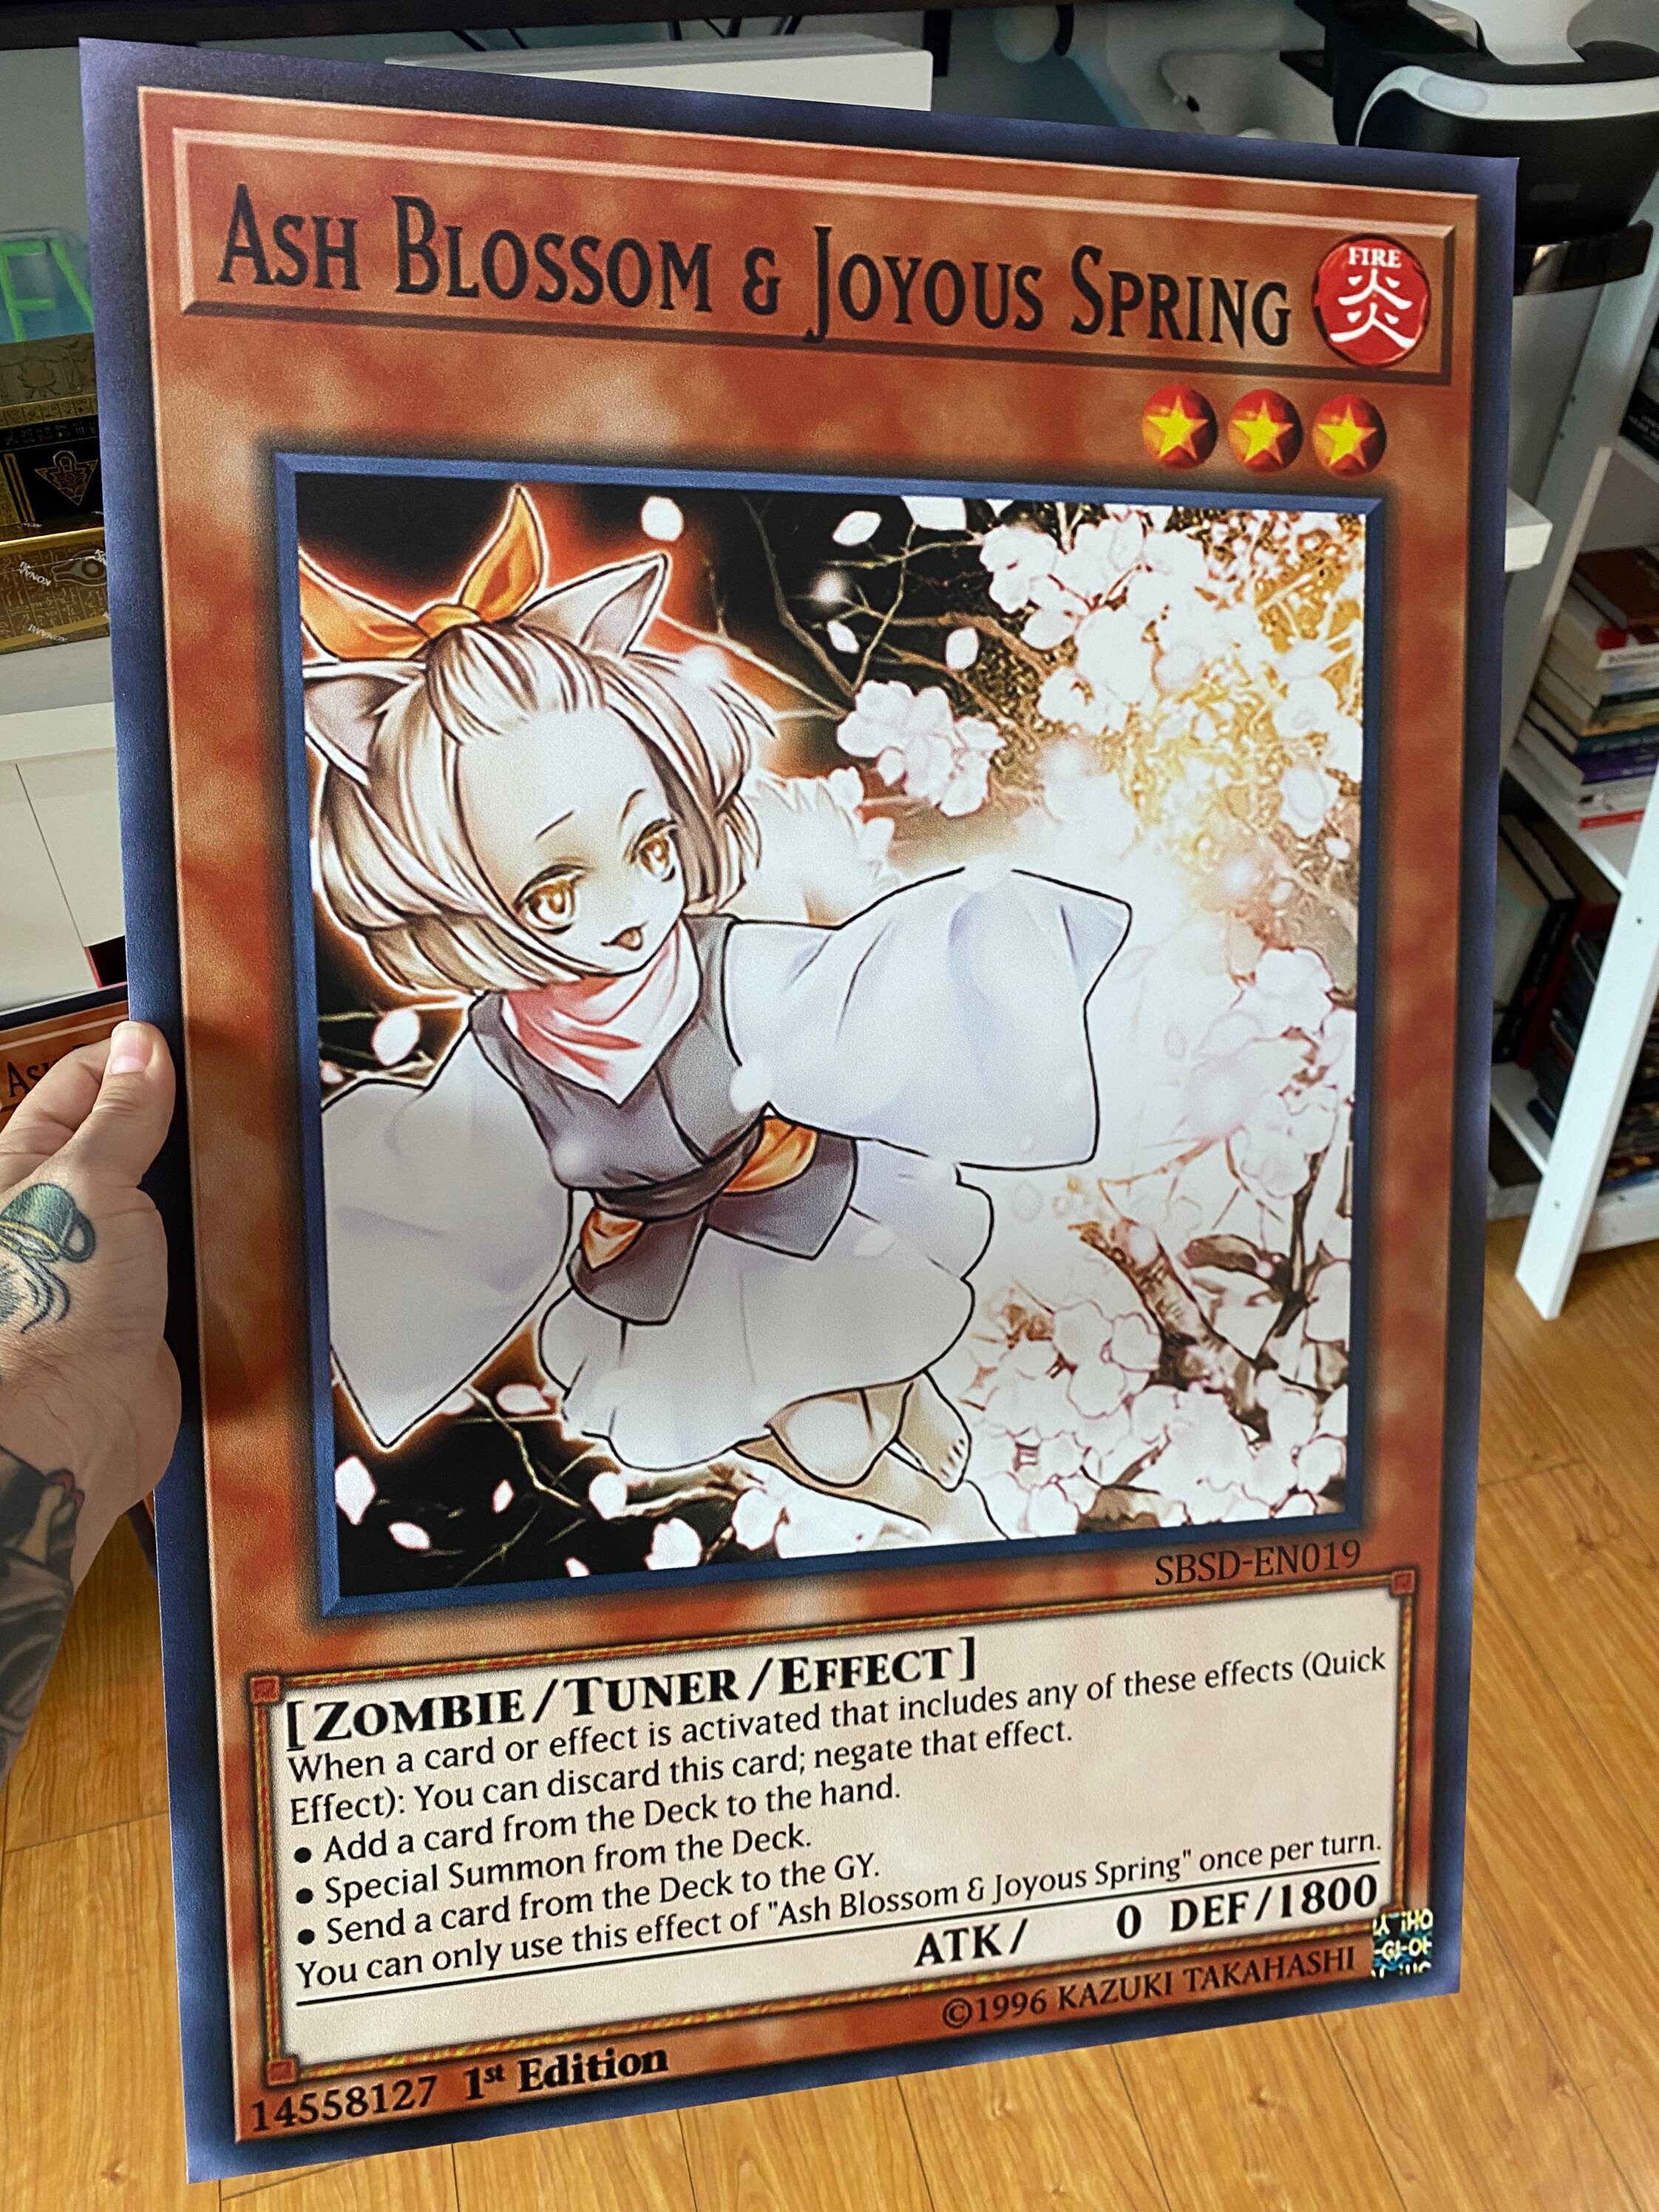 ASH BLOSSOM & JOYOUS SPRING
FIRE
炎
SBSD-EN019
[ZOMBIE/TUNER/EFFECT]
When a card or effect is activated that includes any of these effects (Quick
Effect): You can discard this card; negate that effect.
● Add a card from the Deck to the hand.
● Special Summon from the Deck.
● Send a card from the Deck to the GY.
You can only use this effect of "Ash Blossom & Joyous Spring" once per turn.
ATK/ 0 DEF/1800
©1996 KAZUKI TAKAHASHI
14558127 1st Edition
KONAMI